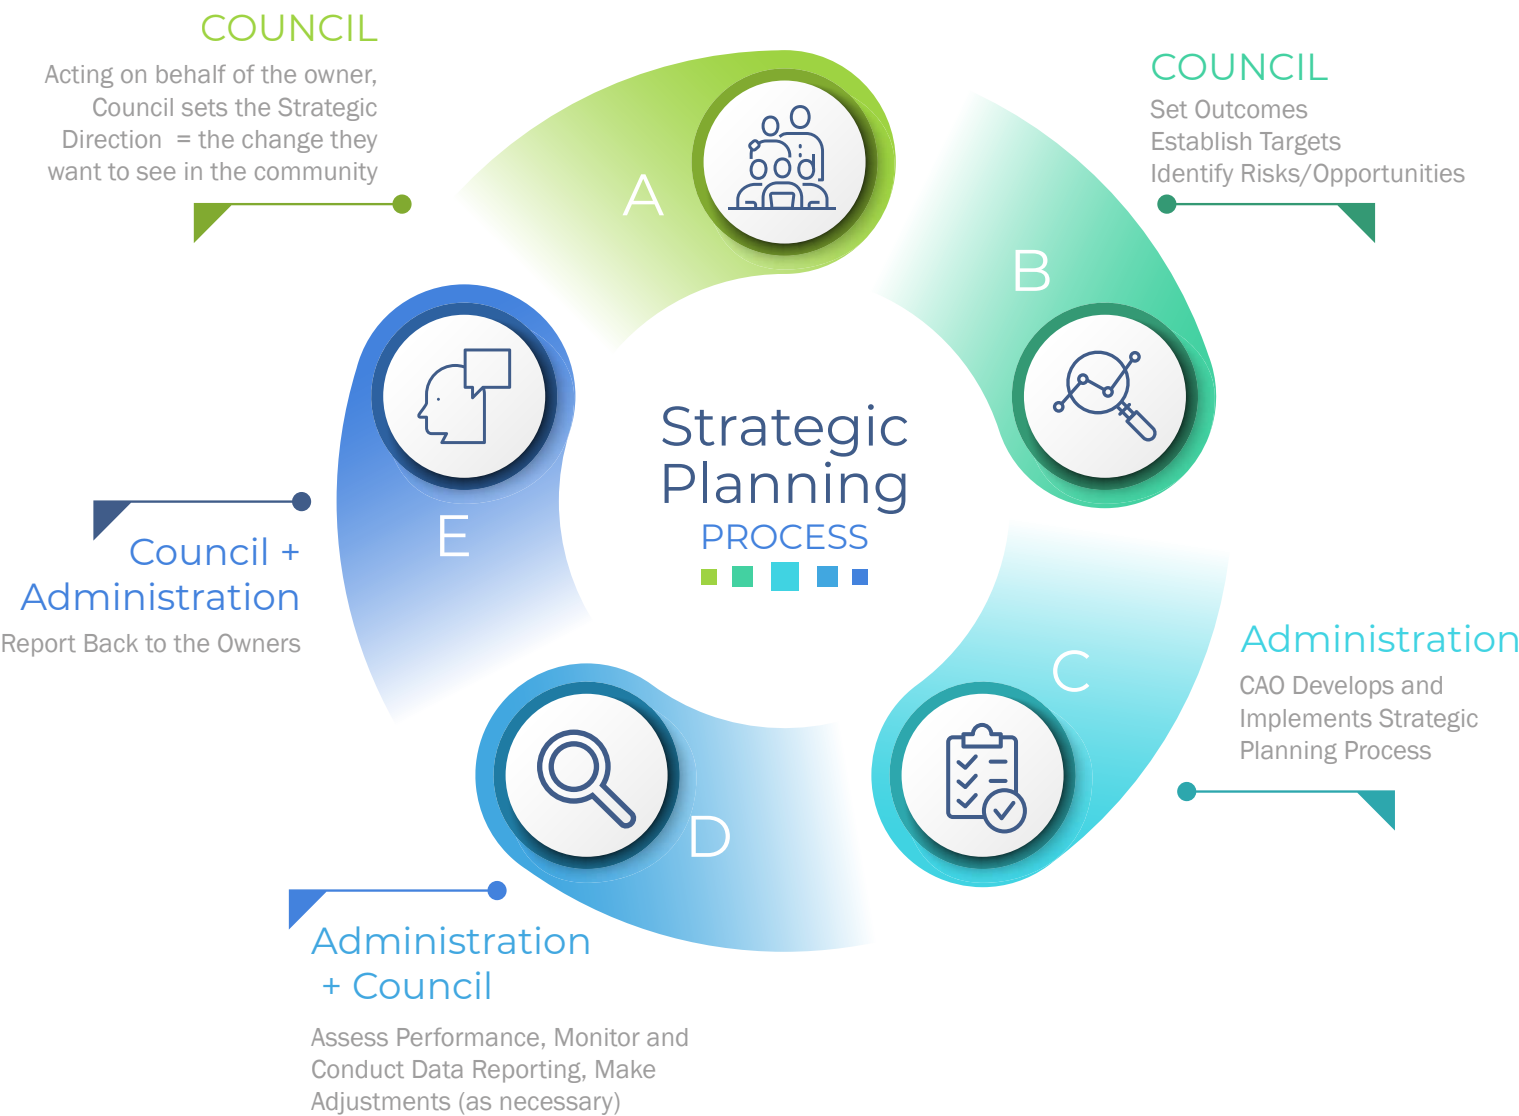 COUNCIL
Acting on behalf of the owner,
Council sets the Strategic
Direction  = the change they
want to see in the community
A
COUNCIL
Set Outcomes
Establish Targets
Identify Risks/Opportunities
B
Strategic
Planning
PROCESS
C
Administration
CAO Develops and
Implements Strategic
Planning Process
D
Administration
+ Council
Assess Performance, Monitor and
Conduct Data Reporting, Make
Adjustments (as necessary)
E
Council +
Administration
Report Back to the Owners